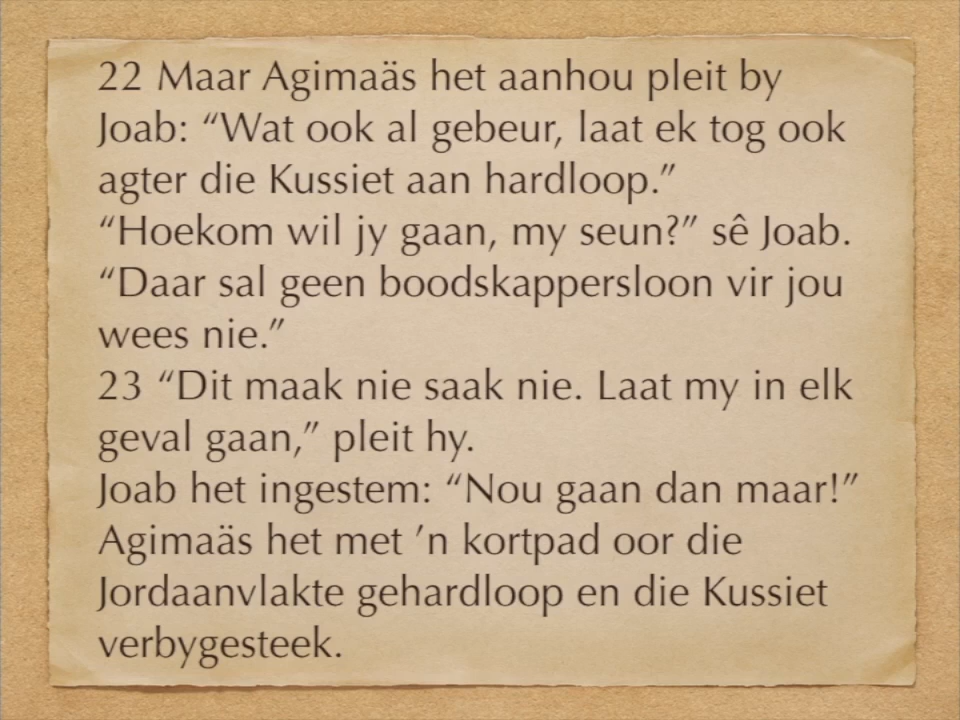 22 Maar Agimaäs het aanhou pleit by
Joab: “Wat ook al gebeur, laat ek tog ook
agter die Kussiet aan hardloop.”
“Hoekom wil jy gaan, my seun?” sê Joab.
“Daar sal geen boodskappersloon vir jou
wees nie.”
23 “Dit maak nie saak nie. Laat my in elk
geval gaan,” pleit hy.
Joab het ingestem: “Nou gaan dan maar!”
Agimaäs het met ’n kortpad oor die
Jordaanvlakte gehardloop en die Kussiet
verbygesteek.